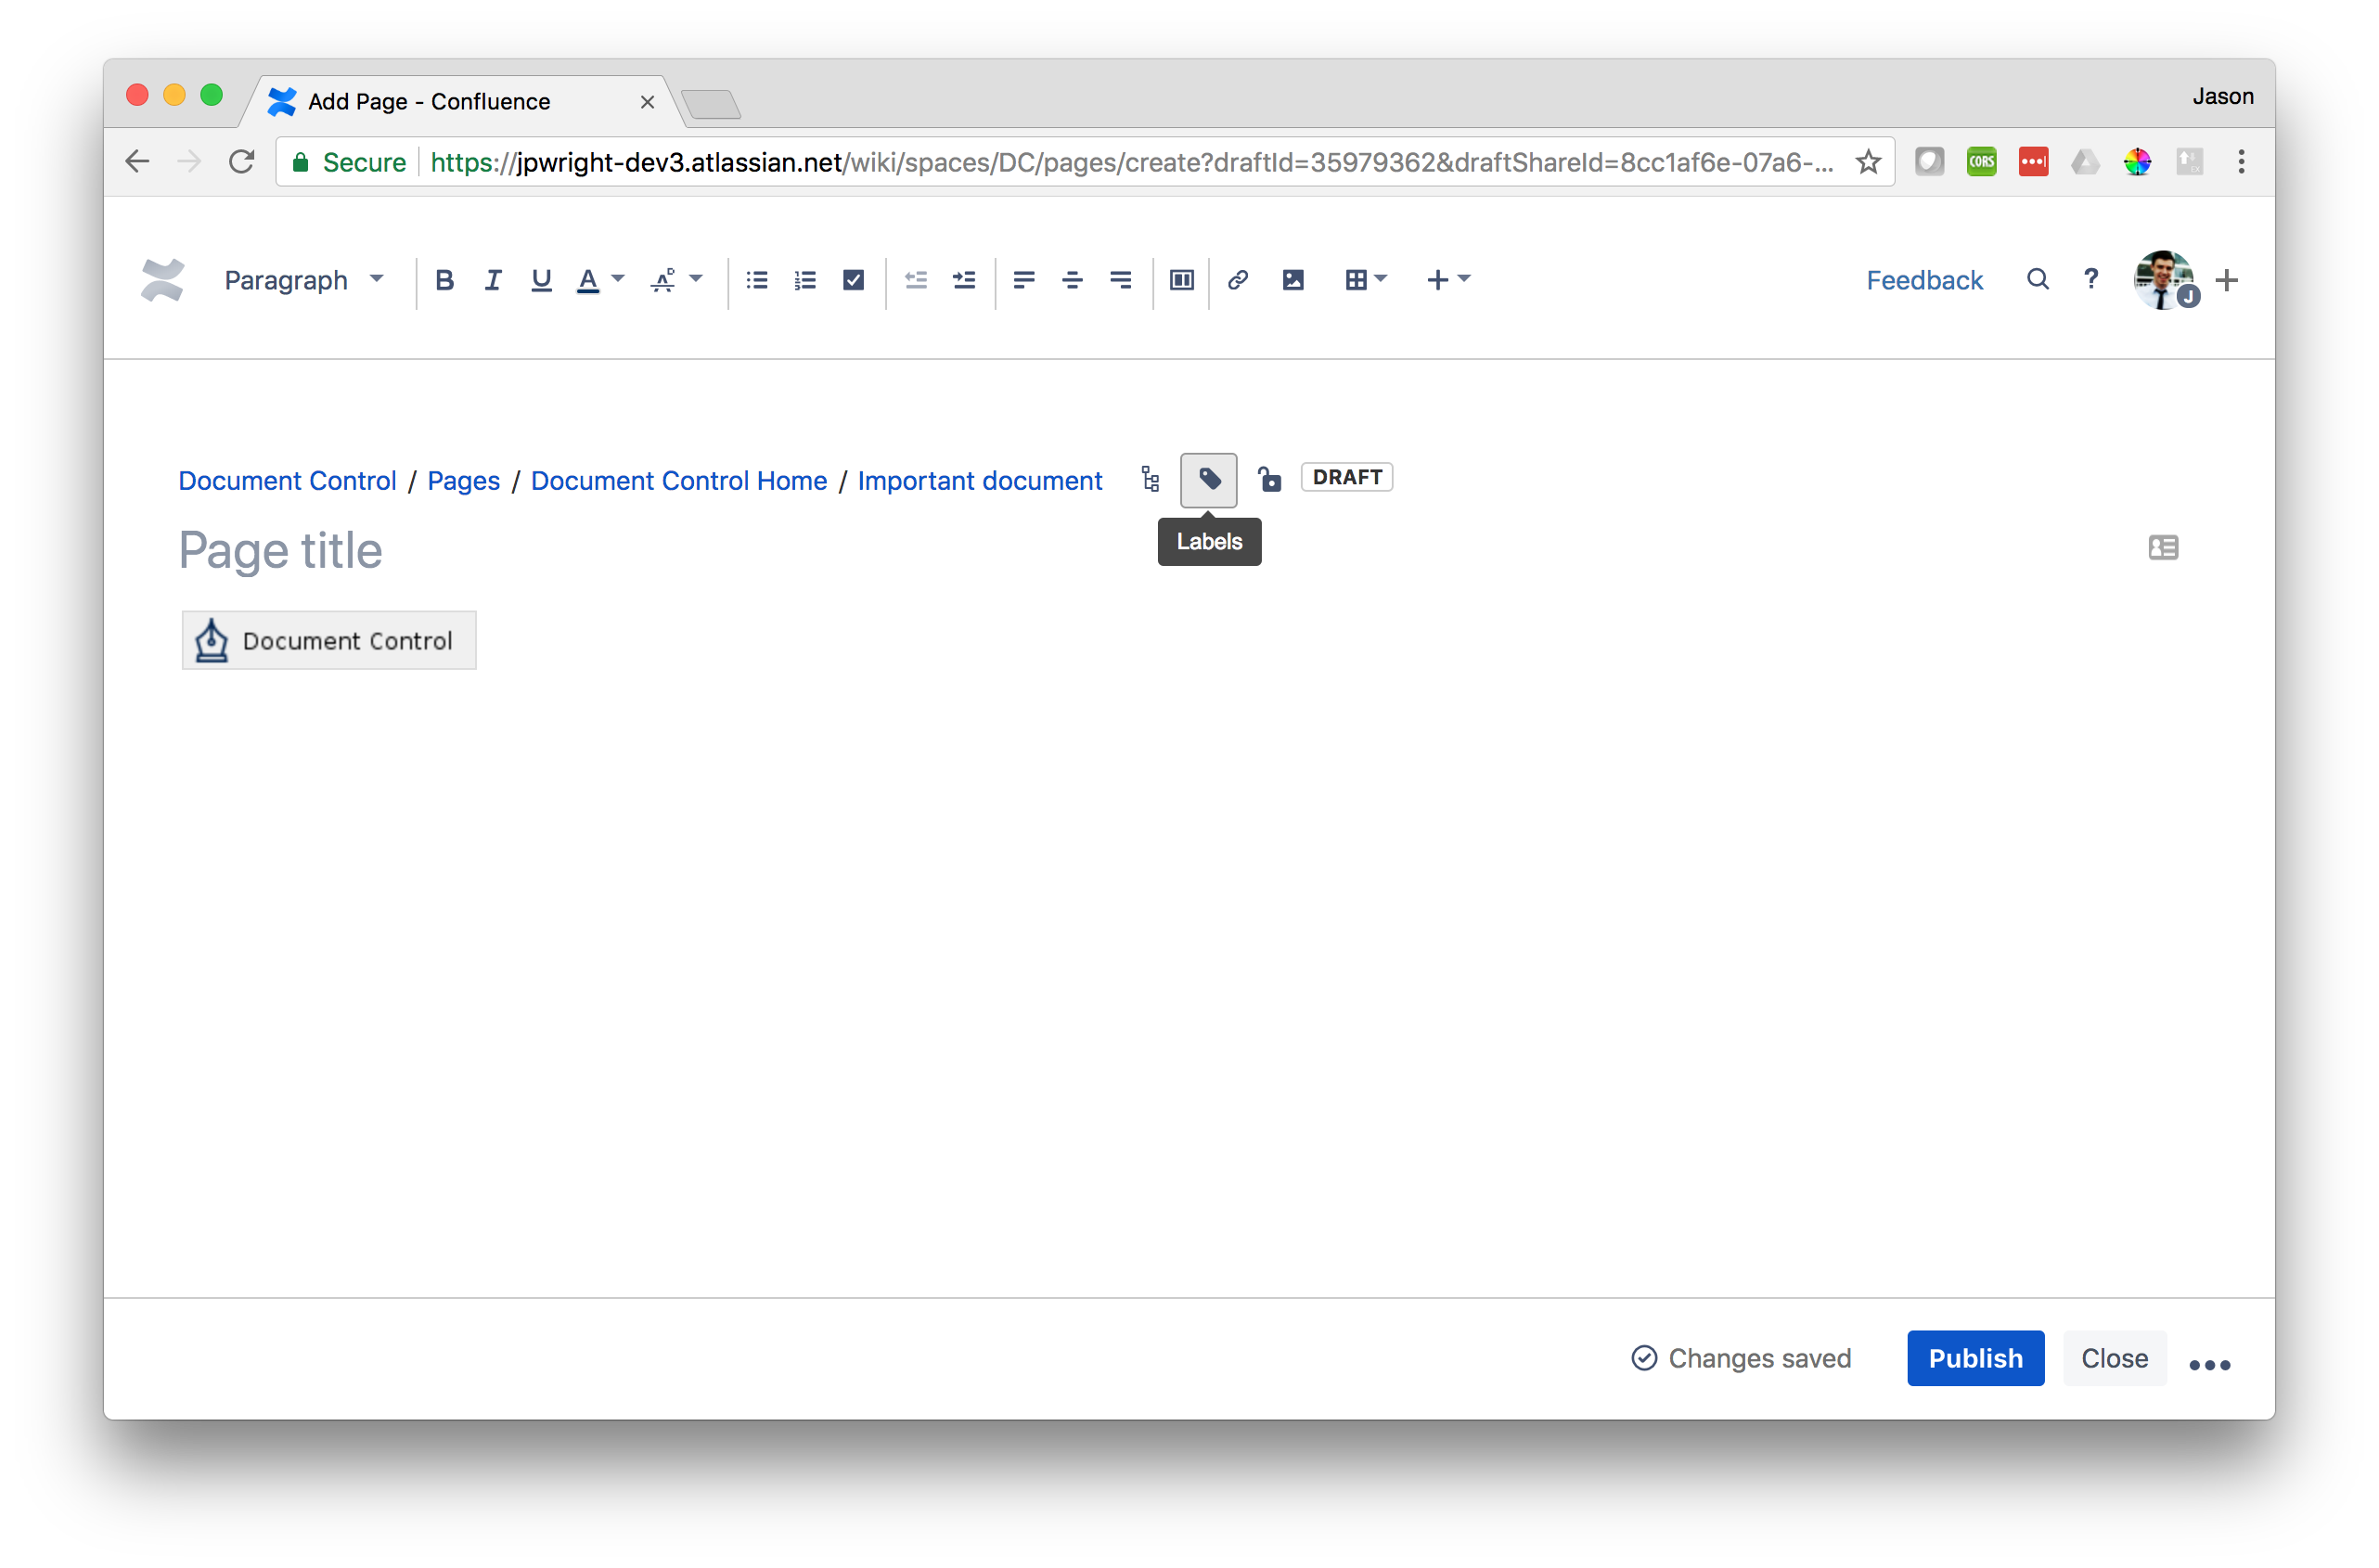 Add Page - Confluence
Jason
Secure https://jpwright-dev3.atlassian.net/wiki/spaces/DC/pages/create?draftId=35979362&draftShareId=8cc1af6e-07a6-...
CORS
Paragraph B I U A Feedback ? J
Document Control / Pages / Document Control Home / Important document DRAFT
Labels
Page title
Document Control
Changes saved Publish Close